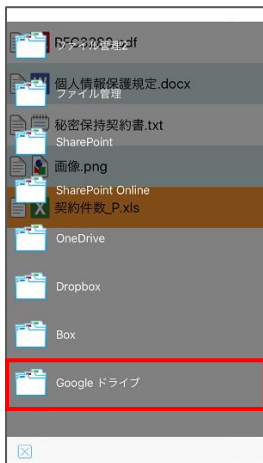 ファイル管理2
個人情報保護規定.docx
ファイル管理
秘密保持契約書.txt
SharePoint
画像.png
SharePoint Online
契約件数_P.xls
OneDrive
Dropbox
Box
Google ドライブ